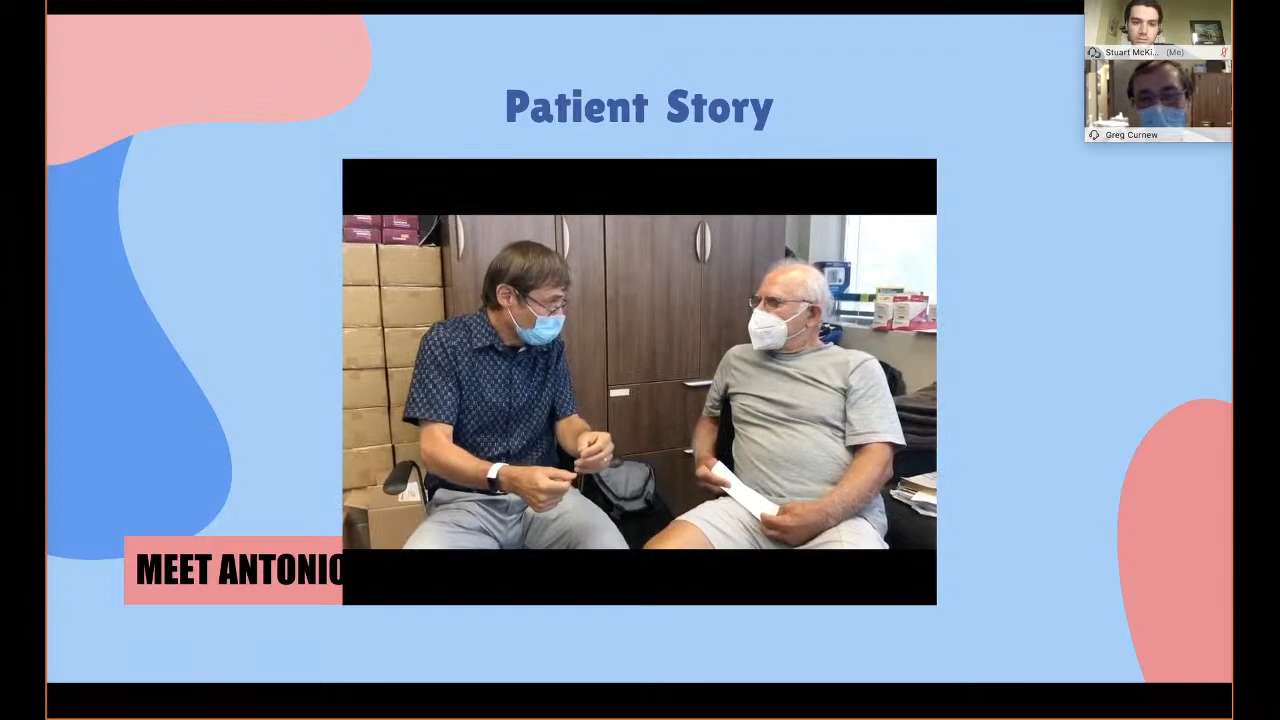 Patient Story
Stuart McKi... (Me)
Greg Curnew
MEET ANTONIO